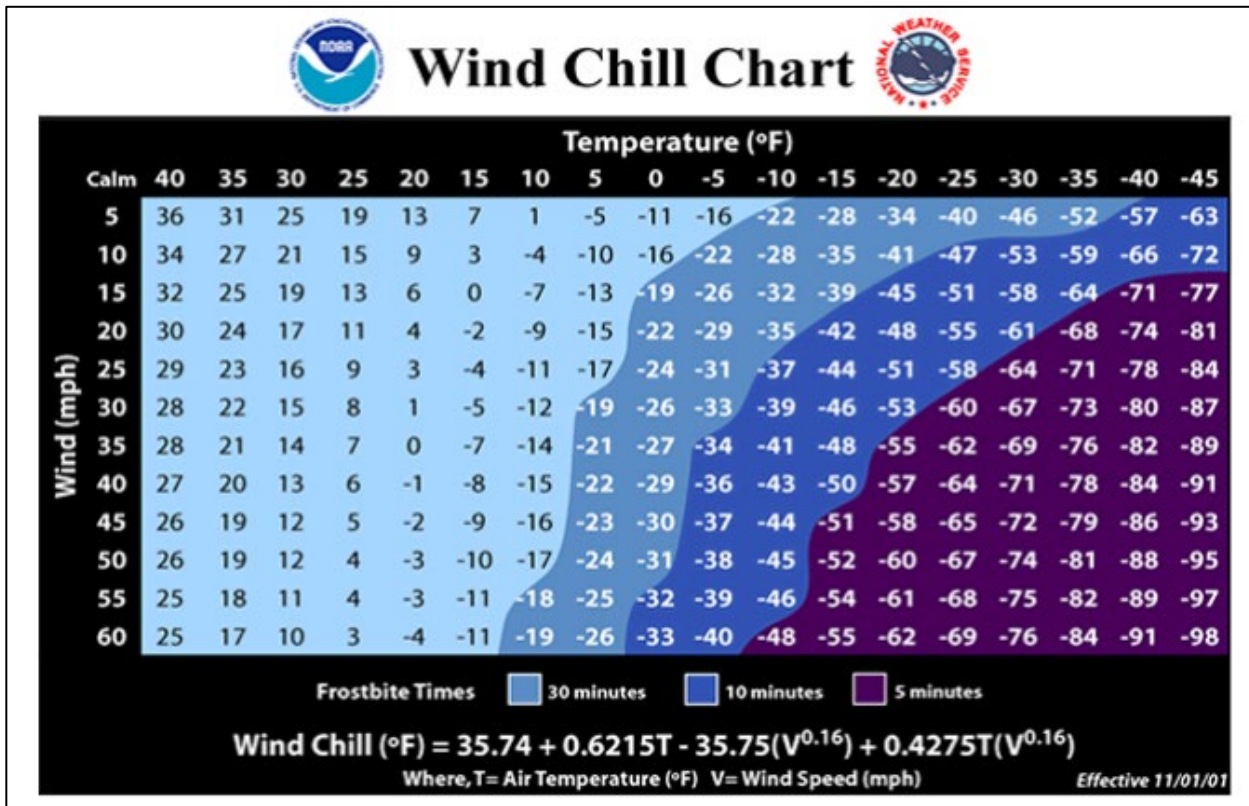 NOAA
Wind Chill Chart
NATIONAL WEATHER SERVICE
Temperature (°F)
Calm 40 35 30 25 20 15 10 5 0 -5 -10 -15 -20 -25 -30 -35 -40 -45
Wind (mph)
5 36 31 25 19 13 7 1 -5 -11 -16 -22 -28 -34 -40 -46 -52 -57 -63
10 34 27 21 15 9 3 -4 -10 -16 -22 -28 -35 -41 -47 -53 -59 -66 -72
15 32 25 19 13 6 0 -7 -13 -19 -26 -32 -39 -45 -51 -58 -64 -71 -77
20 30 24 17 11 4 -2 -9 -15 -22 -29 -35 -42 -48 -55 -61 -68 -74 -81
25 29 23 16 9 3 -4 -11 -17 -24 -31 -37 -44 -51 -58 -64 -71 -78 -84
30 28 22 15 8 1 -5 -12 -19 -26 -33 -39 -46 -53 -60 -67 -73 -80 -87
35 28 21 14 7 0 -7 -14 -21 -27 -34 -41 -48 -55 -62 -69 -76 -82 -89
40 27 20 13 6 -1 -8 -15 -22 -29 -36 -43 -50 -57 -64 -71 -78 -84 -91
45 26 19 12 5 -2 -9 -16 -23 -30 -37 -44 -51 -58 -65 -72 -79 -86 -93
50 26 19 12 4 -3 -10 -17 -24 -31 -38 -45 -52 -60 -67 -74 -81 -88 -95
55 25 18 11 4 -3 -11 -18 -25 -32 -39 -46 -54 -61 -68 -75 -82 -89 -97
60 25 17 10 3 -4 -11 -19 -26 -33 -40 -48 -55 -62 -69 -76 -84 -91 -98
Frostbite Times 30 minutes 10 minutes 5 minutes
Wind Chill (°F) = 35.74 + 0.6215T - 35.75(V^0.16) + 0.4275T(V^0.16)
Where, T= Air Temperature (°F) V= Wind Speed (mph) Effective 11/01/01